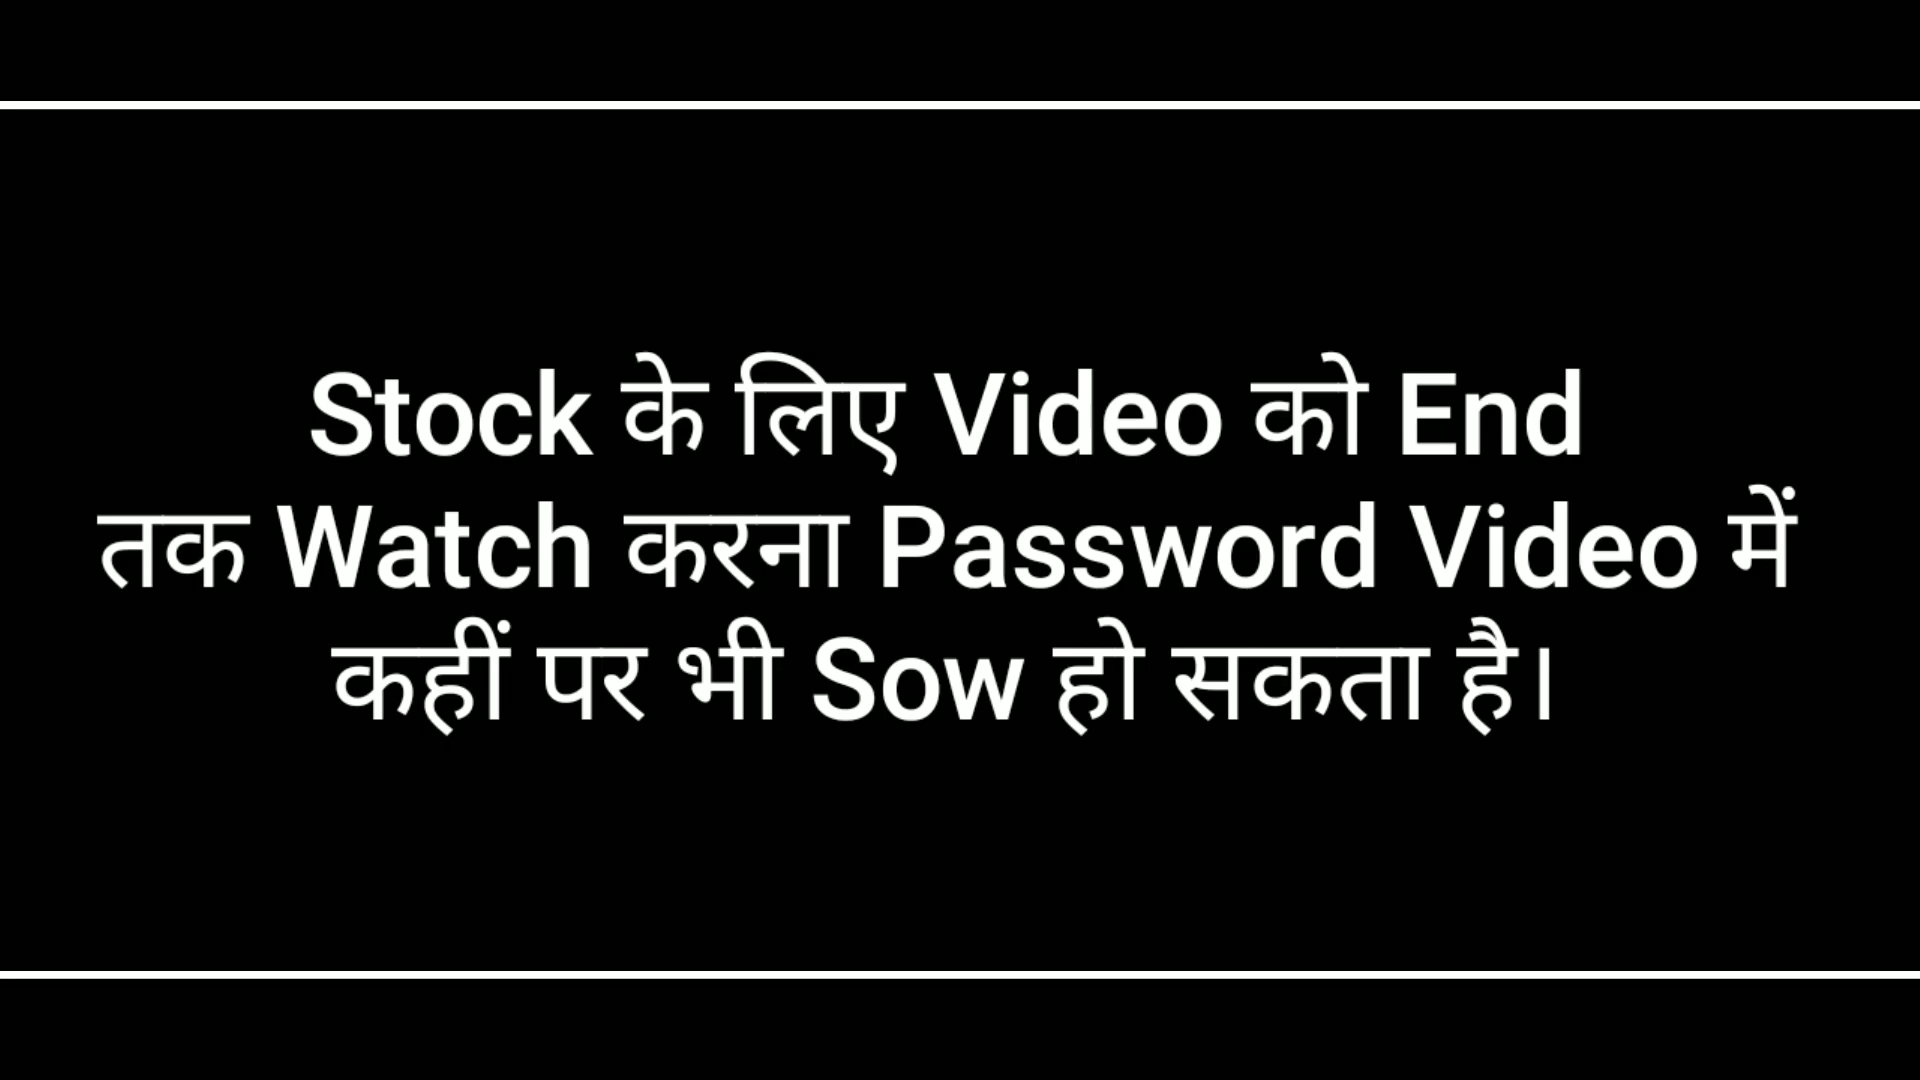 Stock के लिए Video को End
तक Watch करना Password Video में
कहीं पर भी Sow हो सकता है।